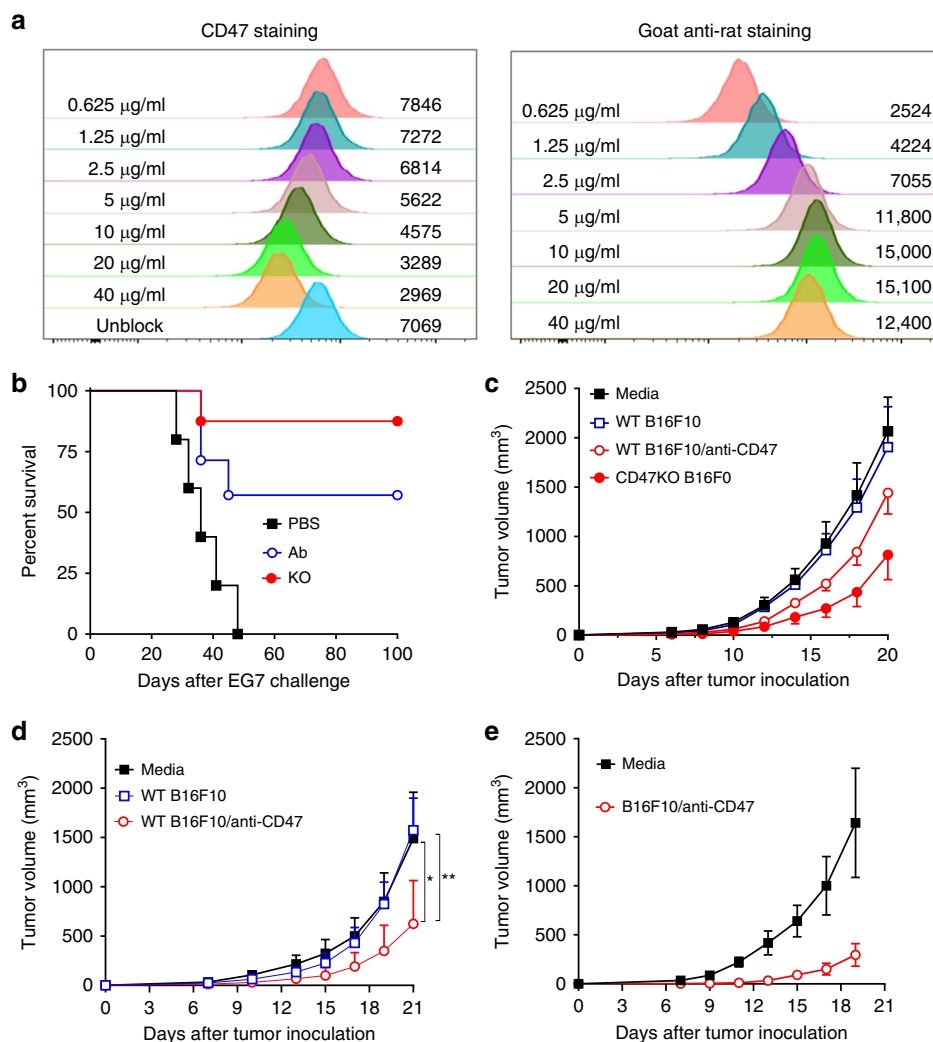 a
CD47 staining
0.625 µg/ml 7846
1.25 µg/ml 7272
2.5 µg/ml 6814
5 µg/ml 5622
10 µg/ml 4575
20 µg/ml 3289
40 µg/ml 2969
Unblock 7069
Goat anti-rat staining
0.625 µg/ml 2524
1.25 µg/ml 4224
2.5 µg/ml 7055
5 µg/ml 11,800
10 µg/ml 15,000
20 µg/ml 15,100
40 µg/ml 12,400
b
Percent survival
100
75
50
25
0
PBS
Ab
KO
0 20 40 60 80 100
Days after EG7 challenge
c
Tumor volume (mm³)
2500
2000
1500
1000
500
0
Media
WT B16F10
WT B16F10/anti-CD47
CD47KO B16F0
0 5 10 15 20
Days after tumor inoculation
d
Tumor volume (mm³)
2500
2000
1500
1000
500
0
Media
WT B16F10
WT B16F10/anti-CD47
* **
0 3 6 9 12 15 18 21
Days after tumor inoculation
e
Tumor volume (mm³)
2500
2000
1500
1000
500
0
Media
B16F10/anti-CD47
0 3 6 9 12 15 18 21
Days after tumor inoculation